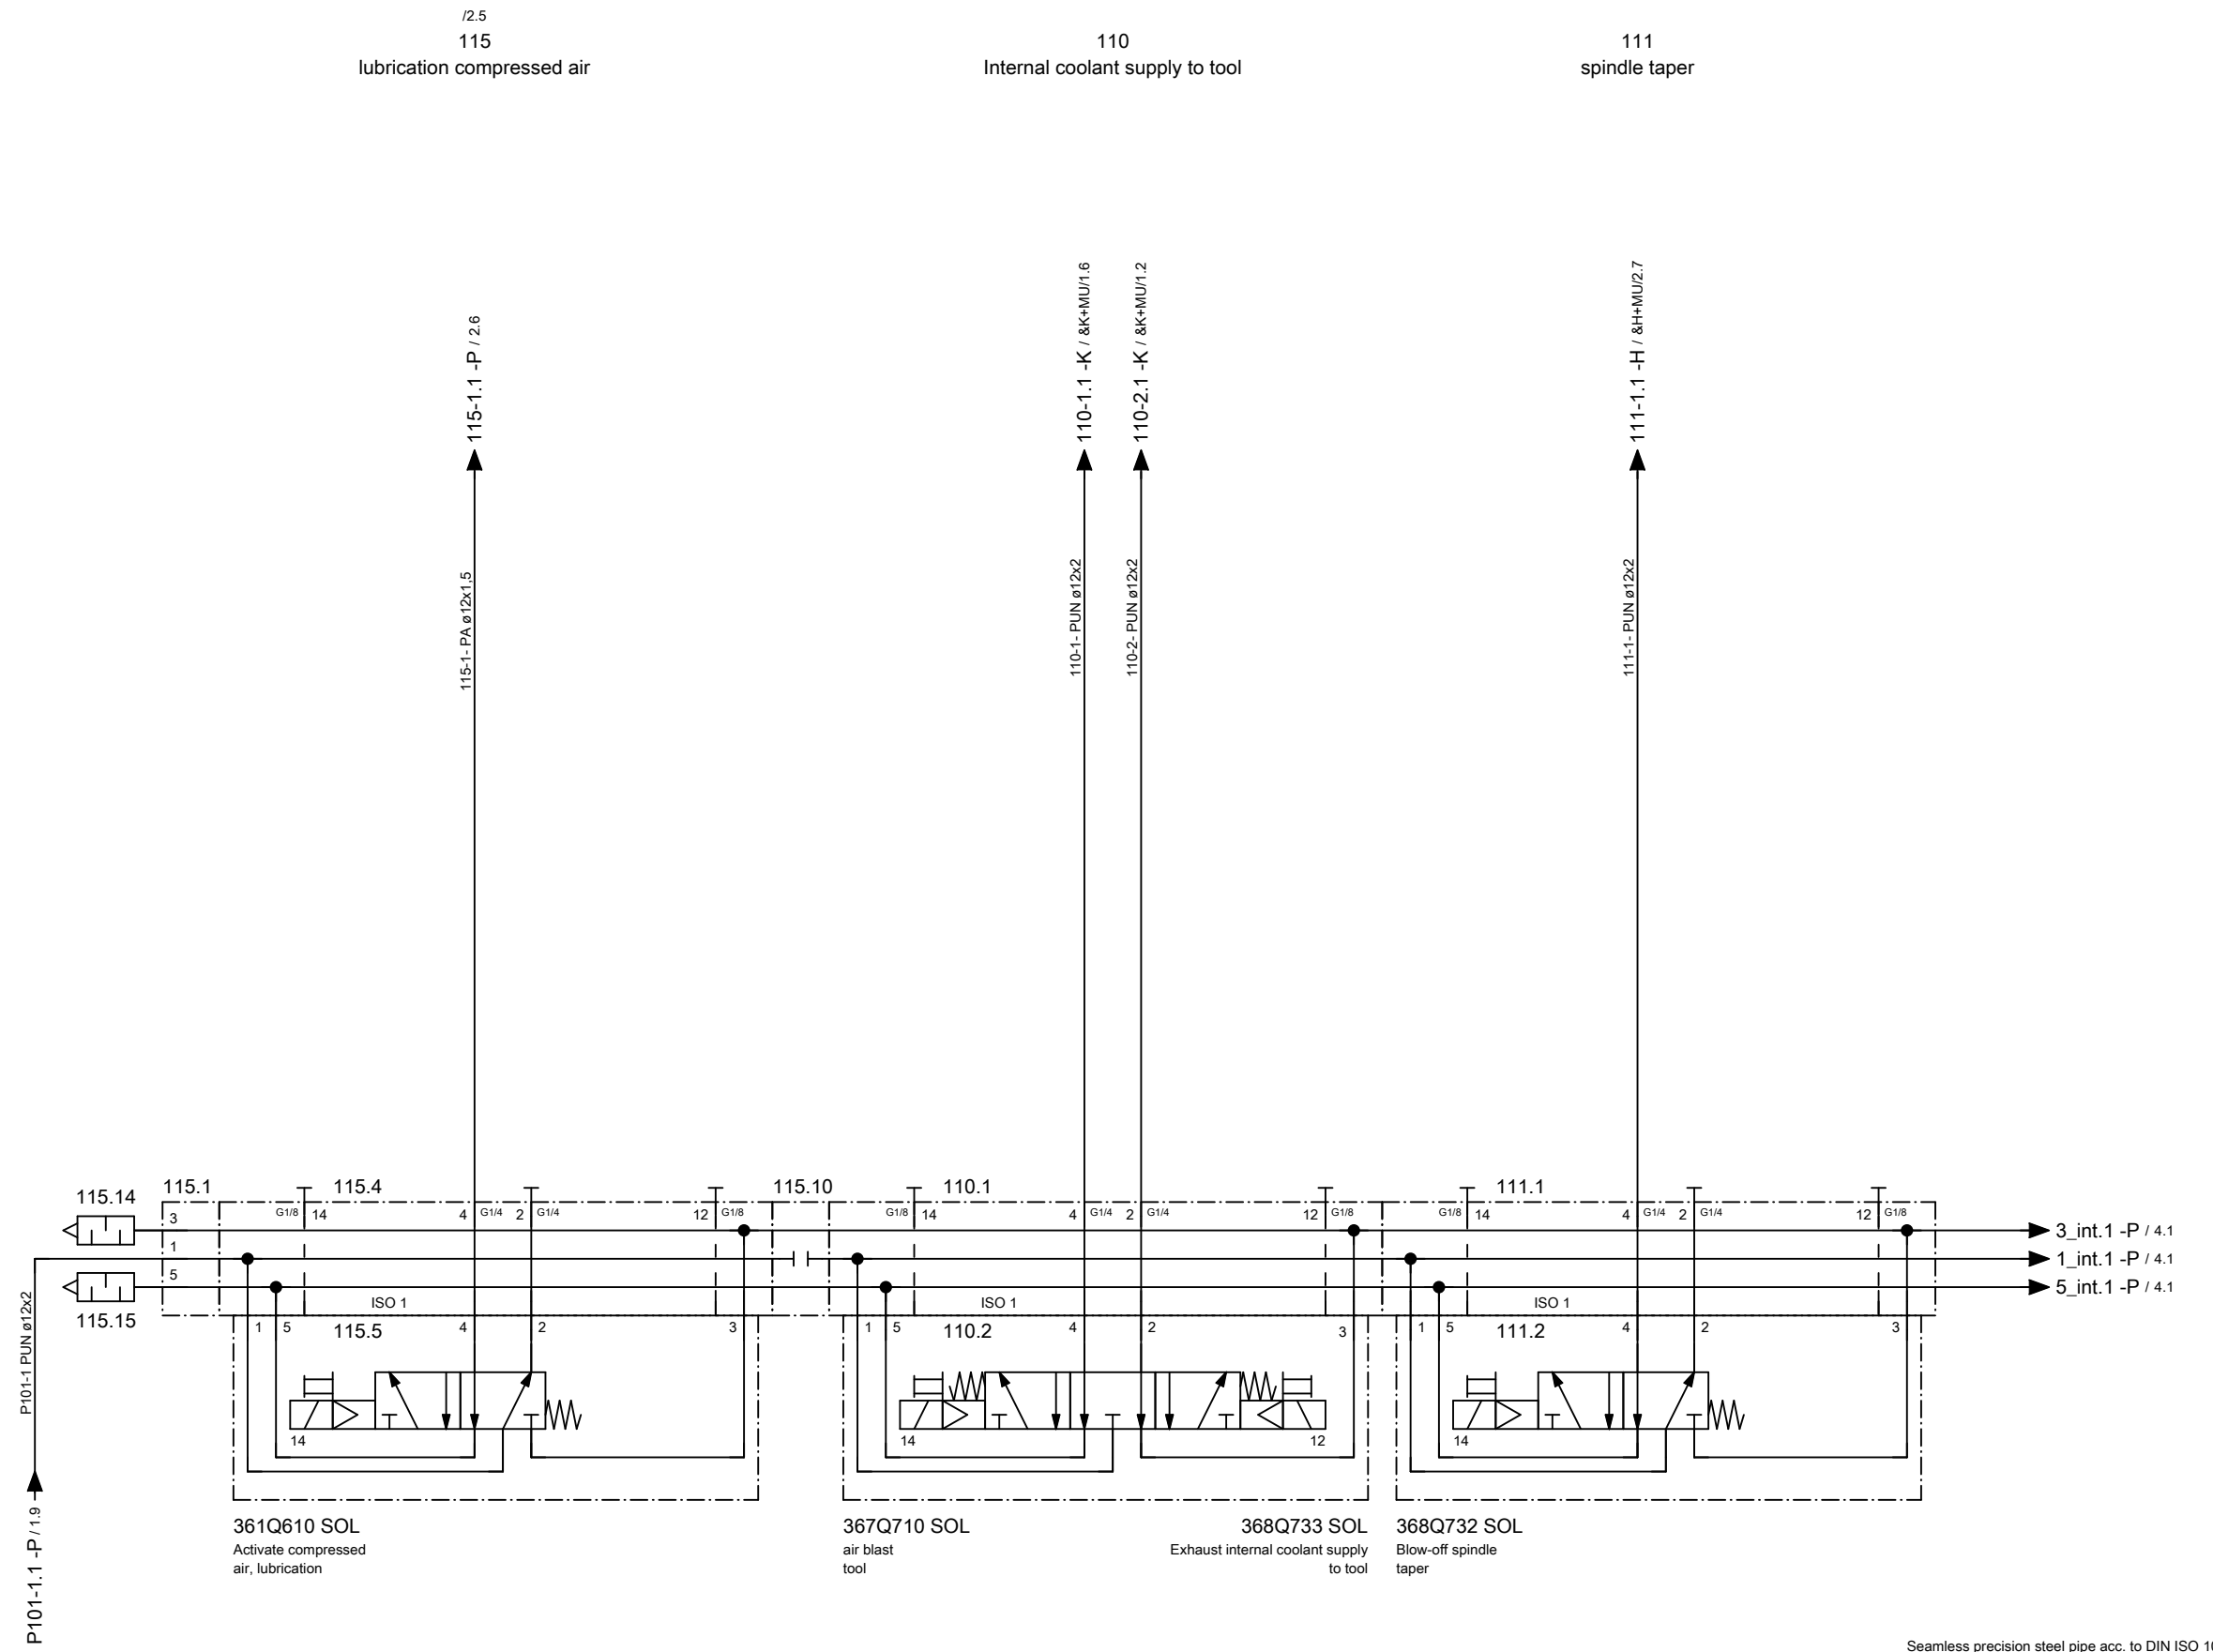 /2.5
115
lubrication compressed air
110
Internal coolant supply to tool
111
spindle taper
115-1.1 -P / 2.6
110-1.1 -K / &K+MU/1.6
110-2.1 -K / &K+MU/1.2
111-1.1 -H / &H+MU/2.7
115-1- PA ø12x1,5
110-1- PUN ø12x2
110-2- PUN ø12x2
111-1- PUN ø12x2
115.14
115.1
115.4
115.10
110.1
111.1
3
G1/8
14
4
G1/4
2
G1/4
12
G1/8
G1/8
14
4
G1/4
2
G1/4
12
G1/8
G1/8
14
4
G1/4
2
G1/4
12
G1/8
3_int.1 -P / 4.1
1
1_int.1 -P / 4.1
5
5_int.1 -P / 4.1
ISO 1
ISO 1
ISO 1
115.15
1
5
115.5
4
2
3
1
5
110.2
4
2
3
1
5
111.2
4
2
3
P101-1 PUN ø12x2
14
14
12
14
P101-1.1 -P / 1.9
361Q610 SOL
Activate compressed
air, lubrication
367Q710 SOL
air blast
tool
368Q733 SOL
Exhaust internal coolant supply
to tool
368Q732 SOL
Blow-off spindle
taper
Seamless precision steel pipe acc. to DIN ISO